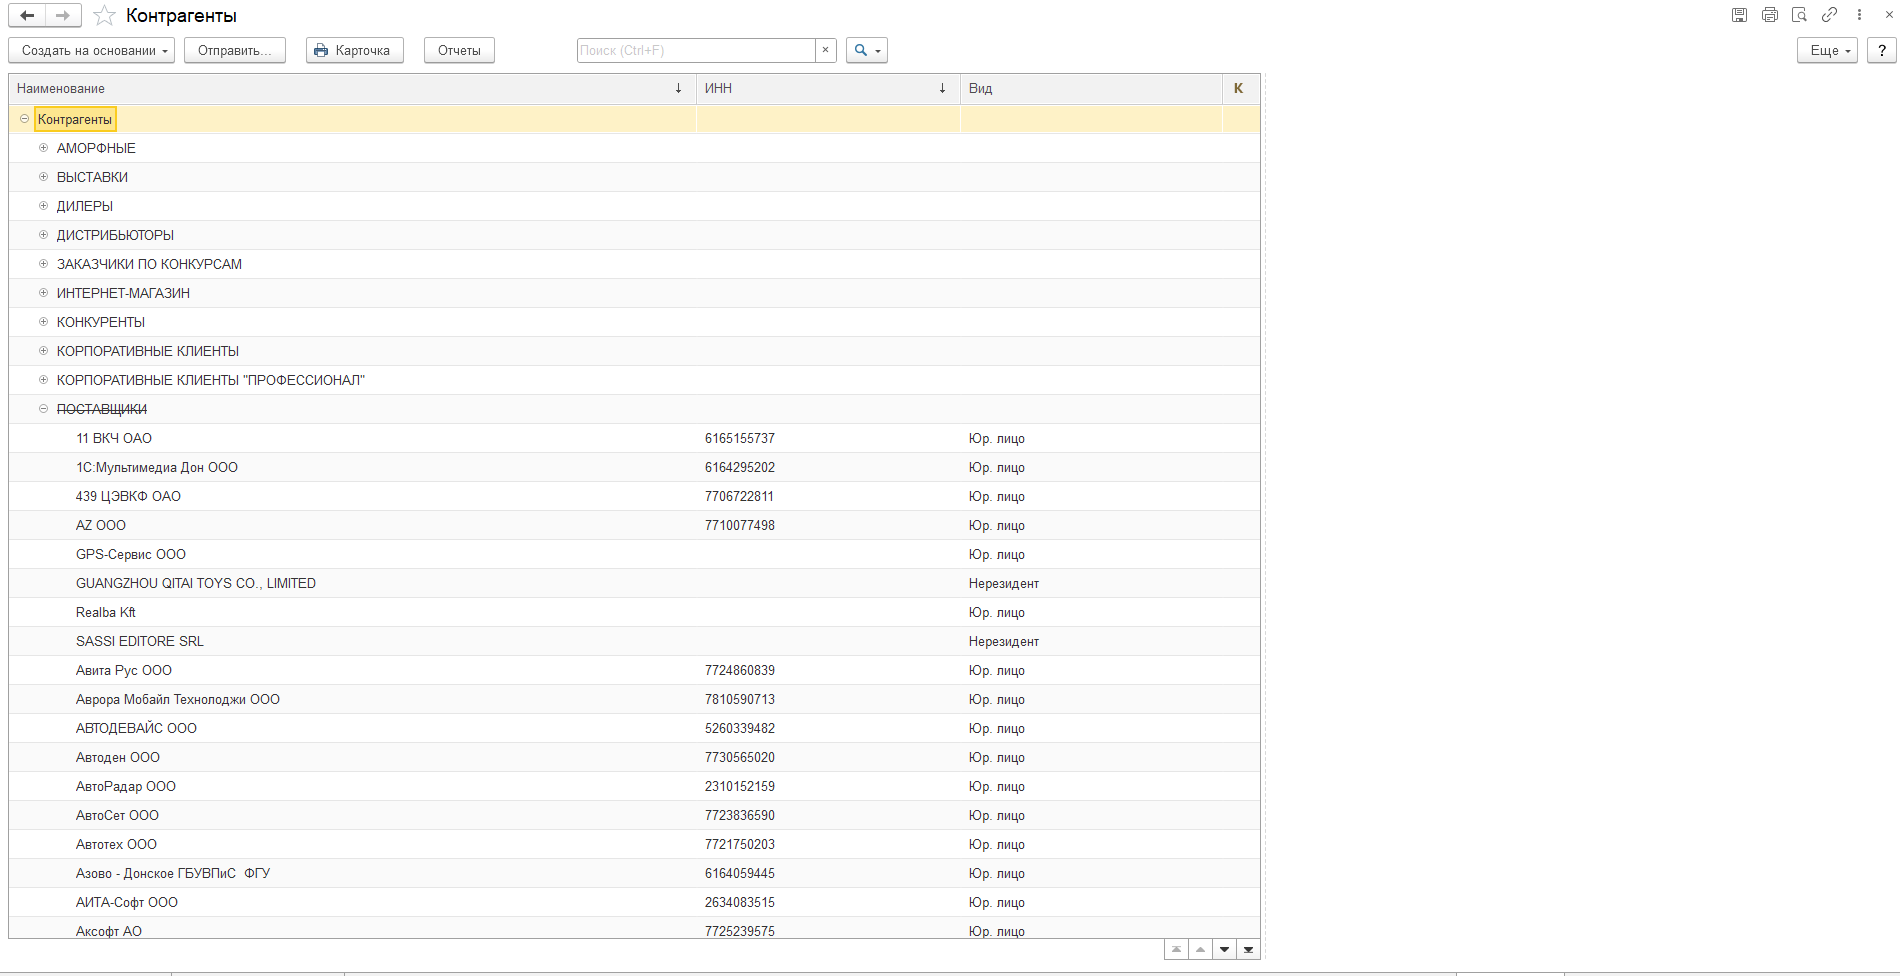 Контрагенты
Создать на основании Отправить... Карточка Отчеты Поиск (Ctrl+F) × Еще ?
Наименование ↓ ИНН ↓ Вид К
Контрагенты
АМОРФНЫЕ
ВЫСТАВКИ
ДИЛЕРЫ
ДИСТРИБЬЮТОРЫ
ЗАКАЗЧИКИ ПО КОНКУРСАМ
ИНТЕРНЕТ-МАГАЗИН
КОНКУРЕНТЫ
КОРПОРАТИВНЫЕ КЛИЕНТЫ
КОРПОРАТИВНЫЕ КЛИЕНТЫ "ПРОФЕССИОНАЛ"
ПОСТАВЩИКИ
11 ВКЧ ОАО 6165155737 Юр. лицо
1С:Мультимедиа Дон ООО 6164295202 Юр. лицо
439 ЦЭВКФ ОАО 7706722811 Юр. лицо
AZ ООО 7710077498 Юр. лицо
GPS-Сервис ООО Юр. лицо
GUANGZHOU QITAI TOYS CO., LIMITED Нерезидент
Realba Kft Юр. лицо
SASSI EDITORE SRL Нерезидент
Авита Рус ООО 7724860839 Юр. лицо
Аврора Мобайл Технолоджи ООО 7810590713 Юр. лицо
АВТОДЕВАЙС ООО 5260339482 Юр. лицо
Автоден ООО 7730565020 Юр. лицо
АвтоРадар ООО 2310152159 Юр. лицо
АвтоСет ООО 7723836590 Юр. лицо
Автотех ООО 7721750203 Юр. лицо
Азово - Донское ГБУВПиС  ФГУ 6164059445 Юр. лицо
АИТА-Софт ООО 2634083515 Юр. лицо
Аксофт АО 7725239575 Юр. лицо